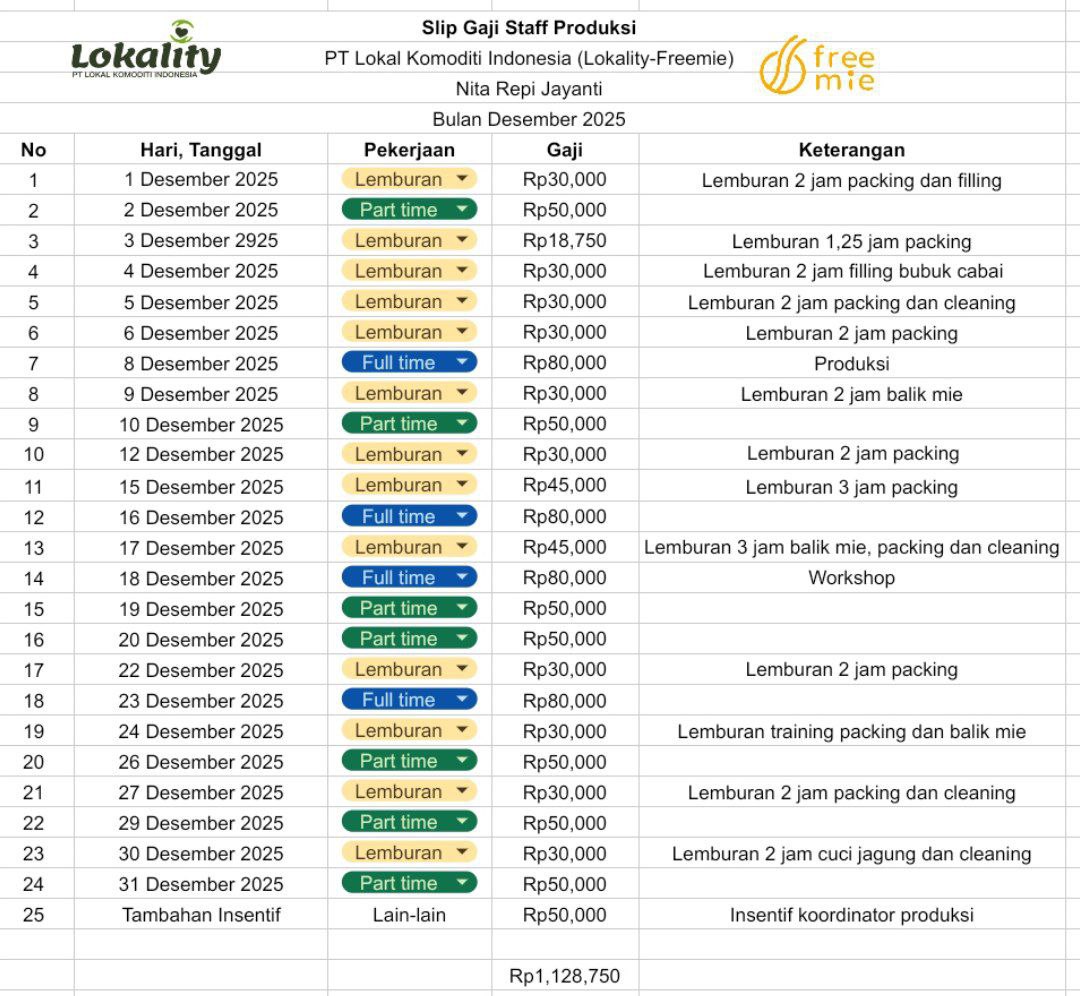 Slip Gaji Staff Produksi
Lokality
PT LOKAL KOMODITI INDONESIA
PT Lokal Komoditi Indonesia (Lokality-Freemie)
free
mie
Nita Repi Jayanti
Bulan Desember 2025
No Hari, Tanggal Pekerjaan Gaji Keterangan
1 1 Desember 2025 Lemburan Rp30,000 Lemburan 2 jam packing dan filling
2 2 Desember 2025 Part time Rp50,000
3 3 Desember 2925 Lemburan Rp18,750 Lemburan 1,25 jam packing
4 4 Desember 2025 Lemburan Rp30,000 Lemburan 2 jam filling bubuk cabai
5 5 Desember 2025 Lemburan Rp30,000 Lemburan 2 jam packing dan cleaning
6 6 Desember 2025 Lemburan Rp30,000 Lemburan 2 jam packing
7 8 Desember 2025 Full time Rp80,000 Produksi
8 9 Desember 2025 Lemburan Rp30,000 Lemburan 2 jam balik mie
9 10 Desember 2025 Part time Rp50,000
10 12 Desember 2025 Lemburan Rp30,000 Lemburan 2 jam packing
11 15 Desember 2025 Lemburan Rp45,000 Lemburan 3 jam packing
12 16 Desember 2025 Full time Rp80,000
13 17 Desember 2025 Lemburan Rp45,000 Lemburan 3 jam balik mie, packing dan cleaning
14 18 Desember 2025 Full time Rp80,000 Workshop
15 19 Desember 2025 Part time Rp50,000
16 20 Desember 2025 Part time Rp50,000
17 22 Desember 2025 Lemburan Rp30,000 Lemburan 2 jam packing
18 23 Desember 2025 Full time Rp80,000
19 24 Desember 2025 Lemburan Rp30,000 Lemburan training packing dan balik mie
20 26 Desember 2025 Part time Rp50,000
21 27 Desember 2025 Lemburan Rp30,000 Lemburan 2 jam packing dan cleaning
22 29 Desember 2025 Part time Rp50,000
23 30 Desember 2025 Lemburan Rp30,000 Lemburan 2 jam cuci jagung dan cleaning
24 31 Desember 2025 Part time Rp50,000
25 Tambahan Insentif Lain-lain Rp50,000 Insentif koordinator produksi
Rp1,128,750